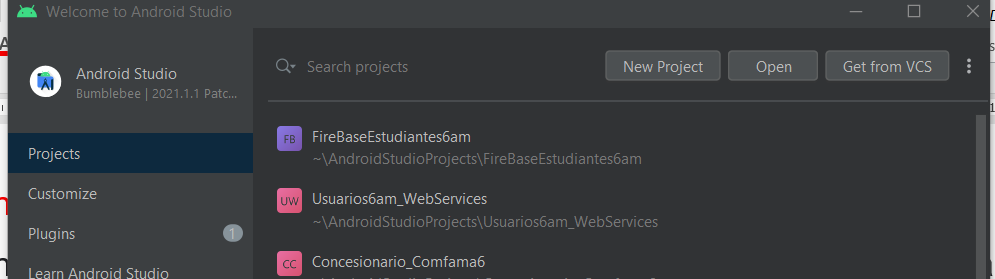 Welcome to Android Studio
Android Studio
Bumblebee | 2021.1.1 Patc...
Search projects
New Project
Open
Get from VCS
Projects
Customize
Plugins
1
Learn Android Studio
FB
FireBaseEstudiantes6am
~\AndroidStudioProjects\FireBaseEstudiantes6am
UW
Usuarios6am_WebServices
~\AndroidStudioProjects\Usuarios6am_WebServices
CC
Concesionario_Comfama6